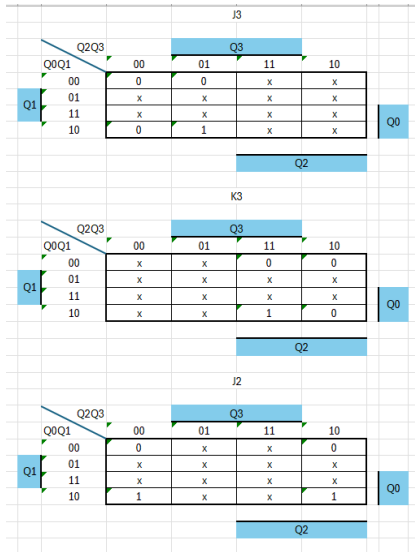 J3
Q2Q3 Q3
Q0Q1 00 01 11 10
00 0 0 x x
Q1 01 x x x x
11 x x x x Q0
10 0 1 x x
Q2
K3
Q2Q3 Q3
Q0Q1 00 01 11 10
00 x x 0 0
Q1 01 x x x x
11 x x x x Q0
10 x x 1 0
Q2
J2
Q2Q3 Q3
Q0Q1 00 01 11 10
00 0 x x 0
Q1 01 x x x x
11 x x x x Q0
10 1 x x 1
Q2